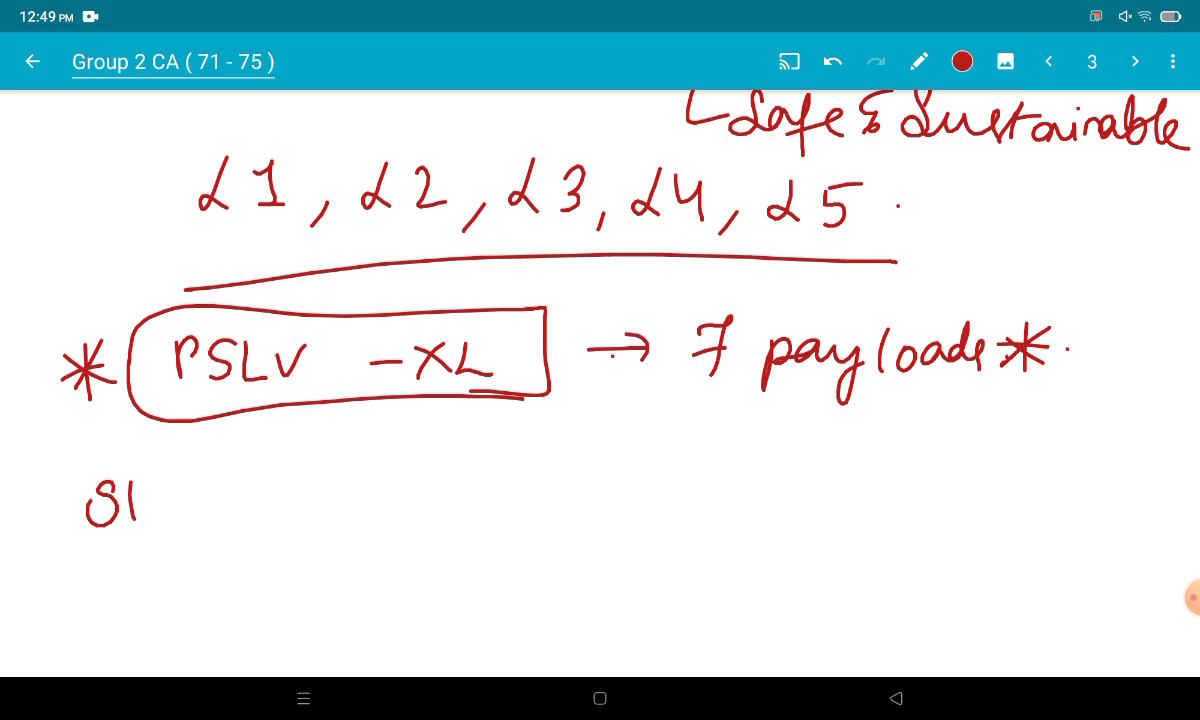 12:49 PM
Group 2 CA ( 71 - 75 )
3
Safe & Sustainable
L1, L2, L3, L4, L5.
* PSLV - XL → 7 payloads *.